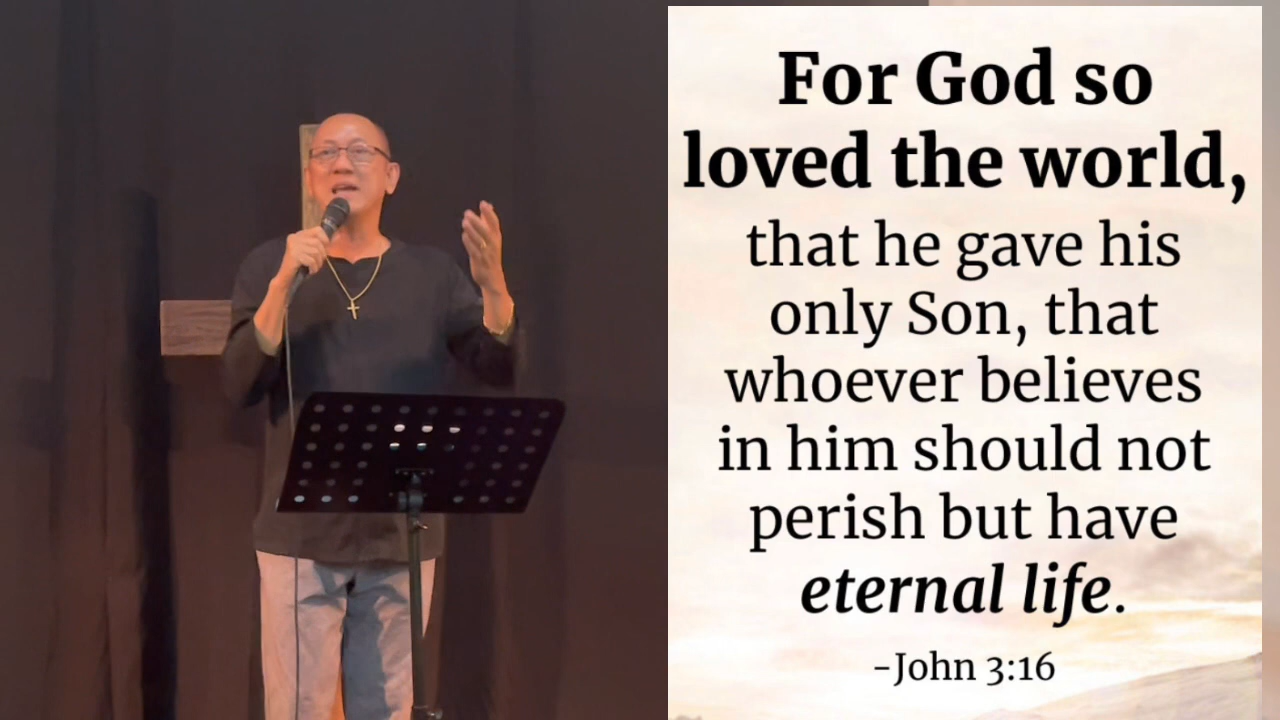 For God so
loved the world,
that he gave his
only Son, that
whoever believes
in him should not
perish but have
eternal life.
-John 3:16